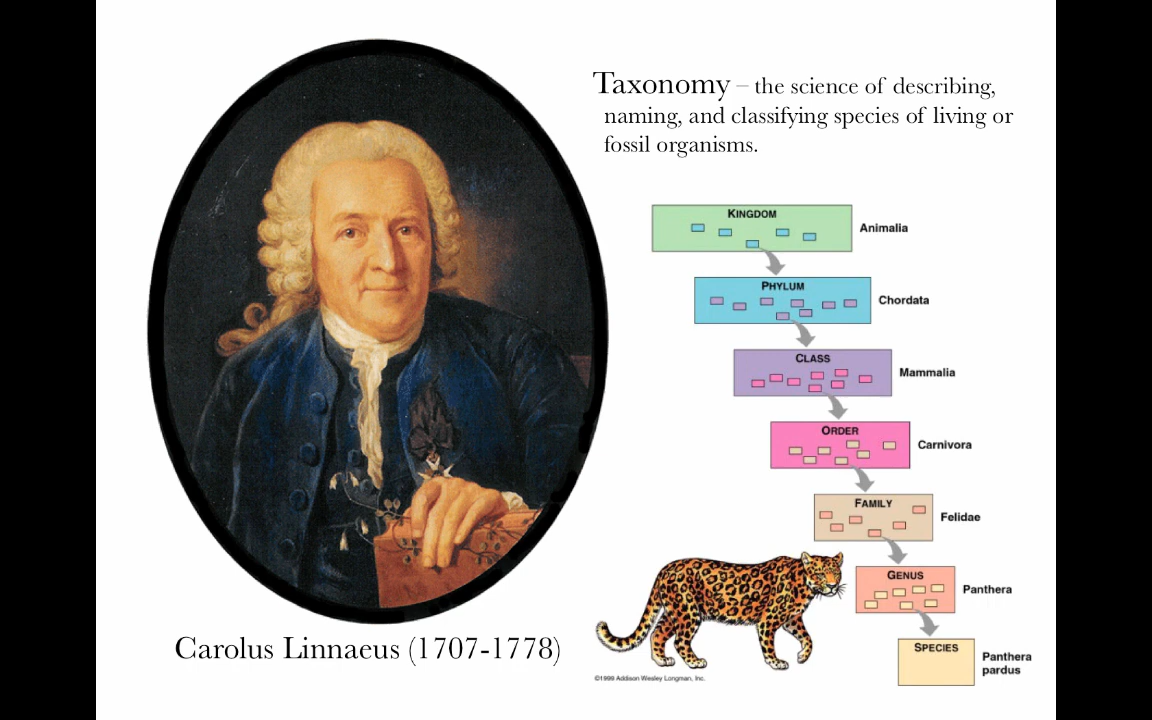 Taxonomy – the science of describing,
naming, and classifying species of living or
fossil organisms.
KINGDOM
Animalia
PHYLUM
Chordata
CLASS
Mammalia
ORDER
Carnivora
FAMILY
Felidae
GENUS
Panthera
SPECIES
Panthera
pardus
©1999 Addison Wesley Longman, Inc.
Carolus Linnaeus (1707-1778)